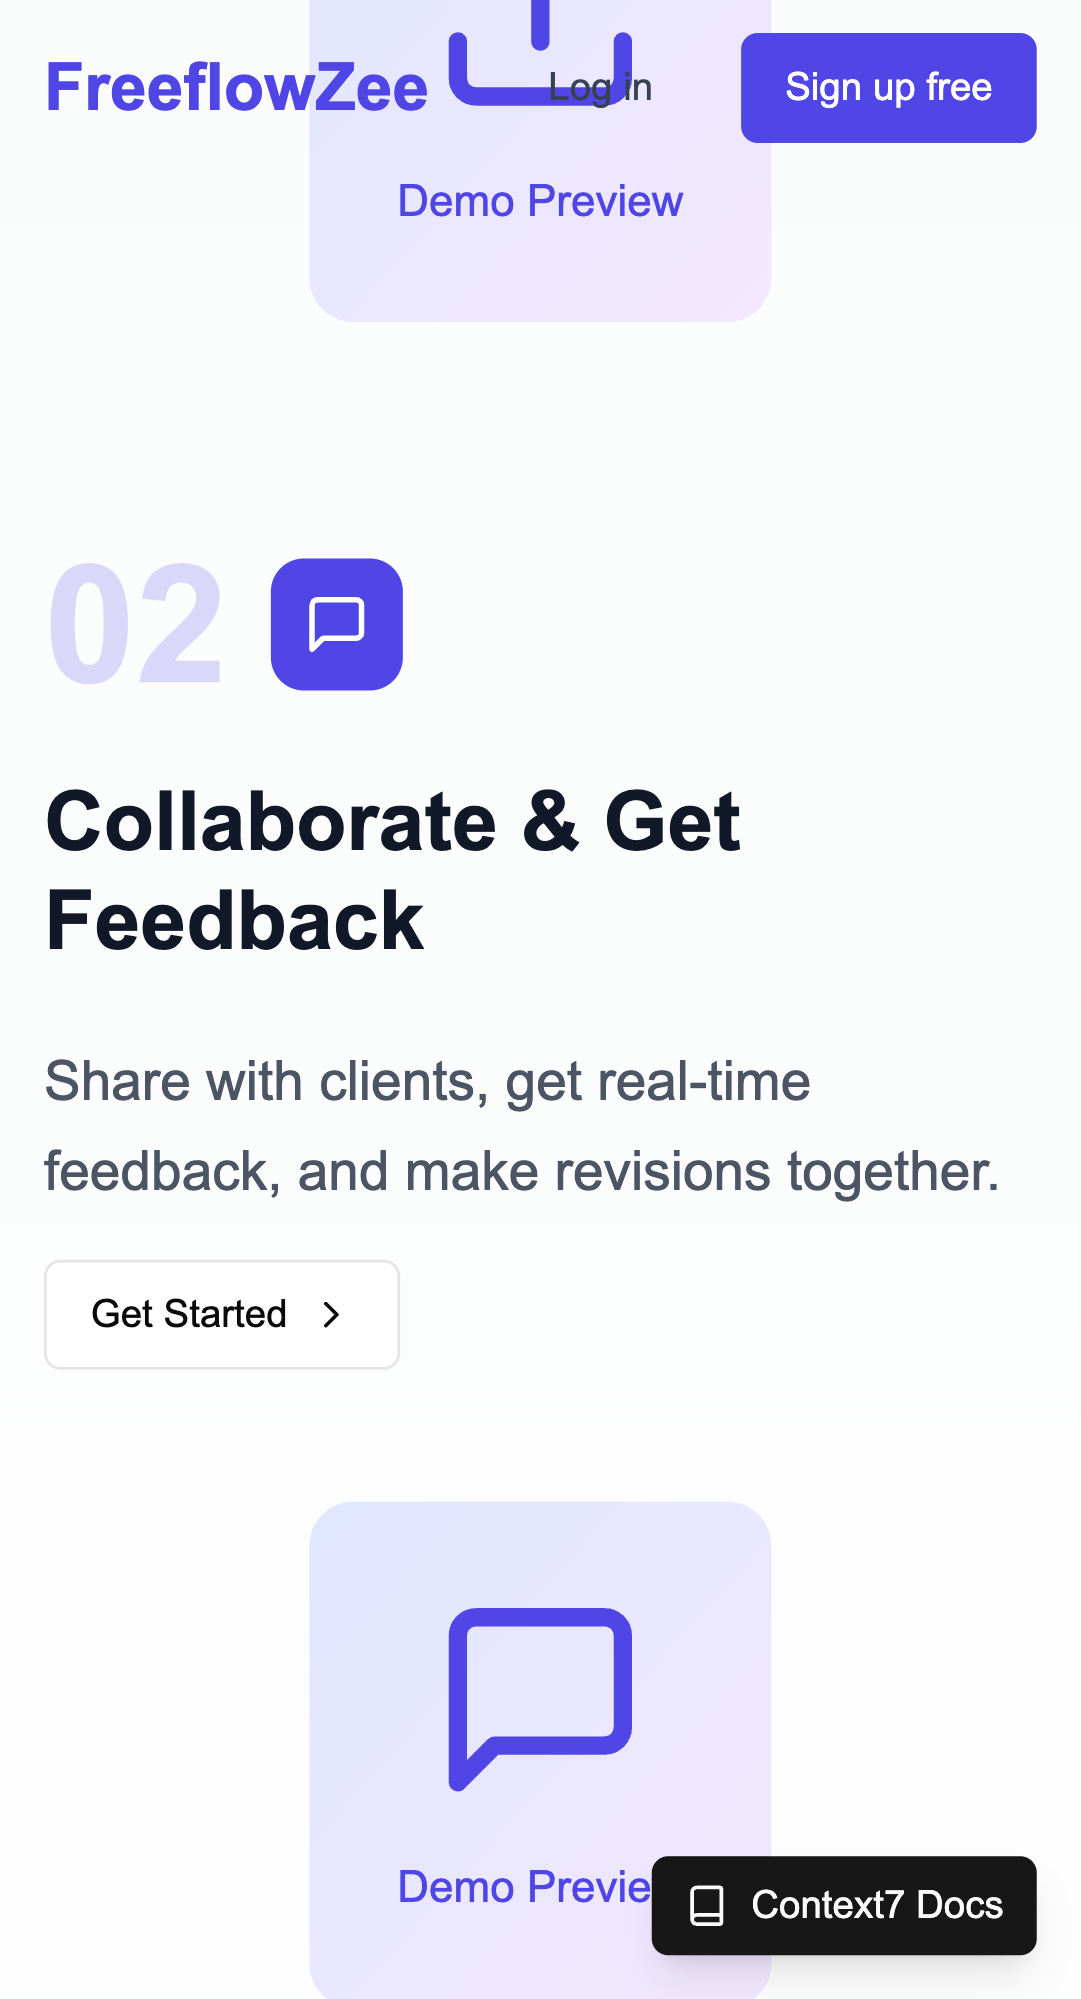 FreeflowZee
Log in
Sign up free
Demo Preview
02
Collaborate & Get
Feedback
Share with clients, get real-time
feedback, and make revisions together.
Get Started
Demo Previe
Context7 Docs